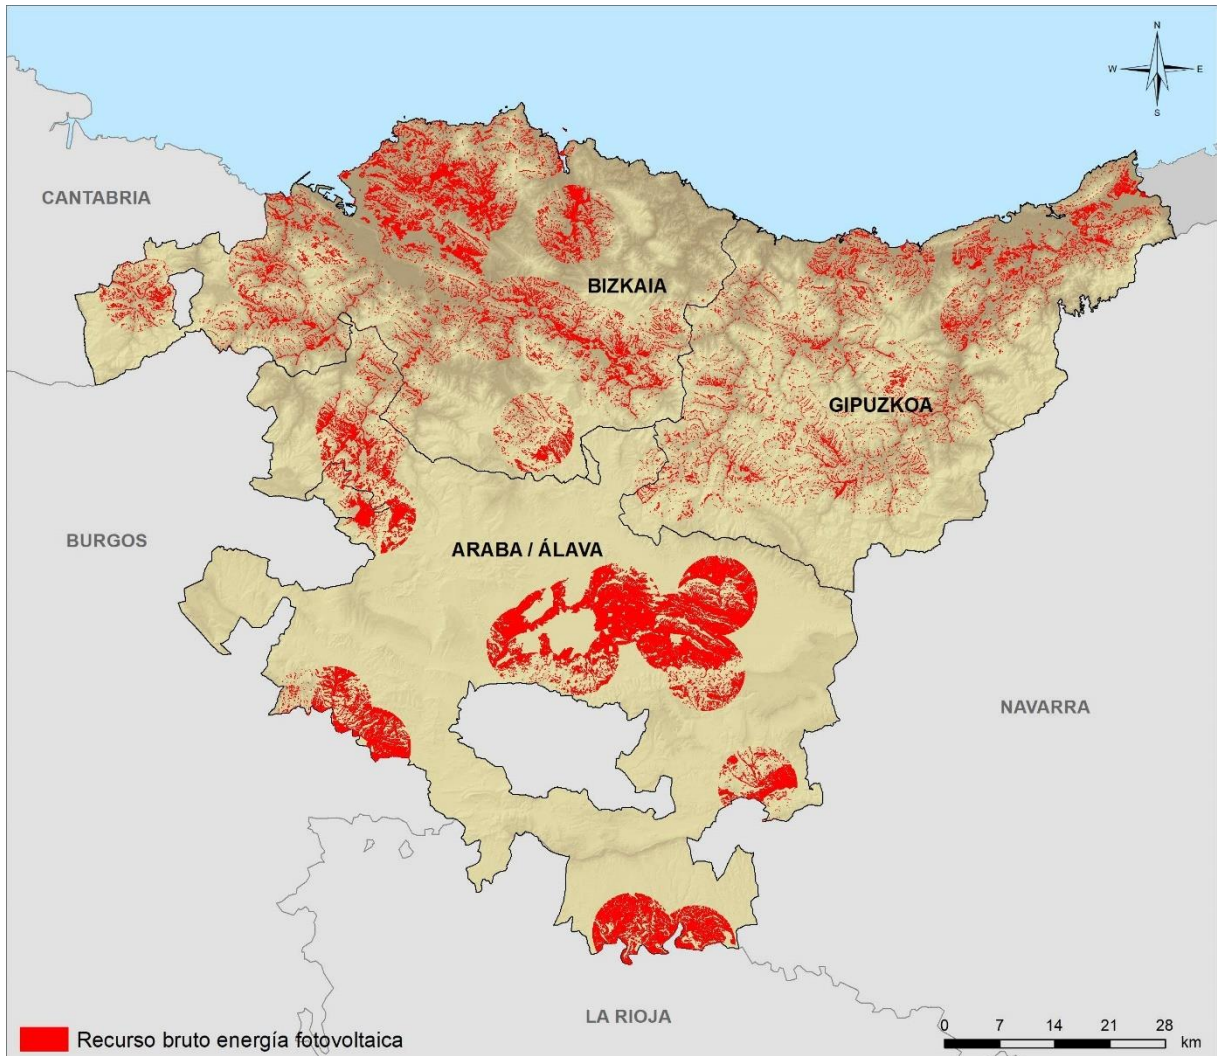 N
W E
S
CANTABRIA
BIZKAIA
GIPUZKOA
BURGOS
ARABA / ÁLAVA
NAVARRA
LA RIOJA
Recurso bruto energía fotovoltaica
0 7 14 21 28
km